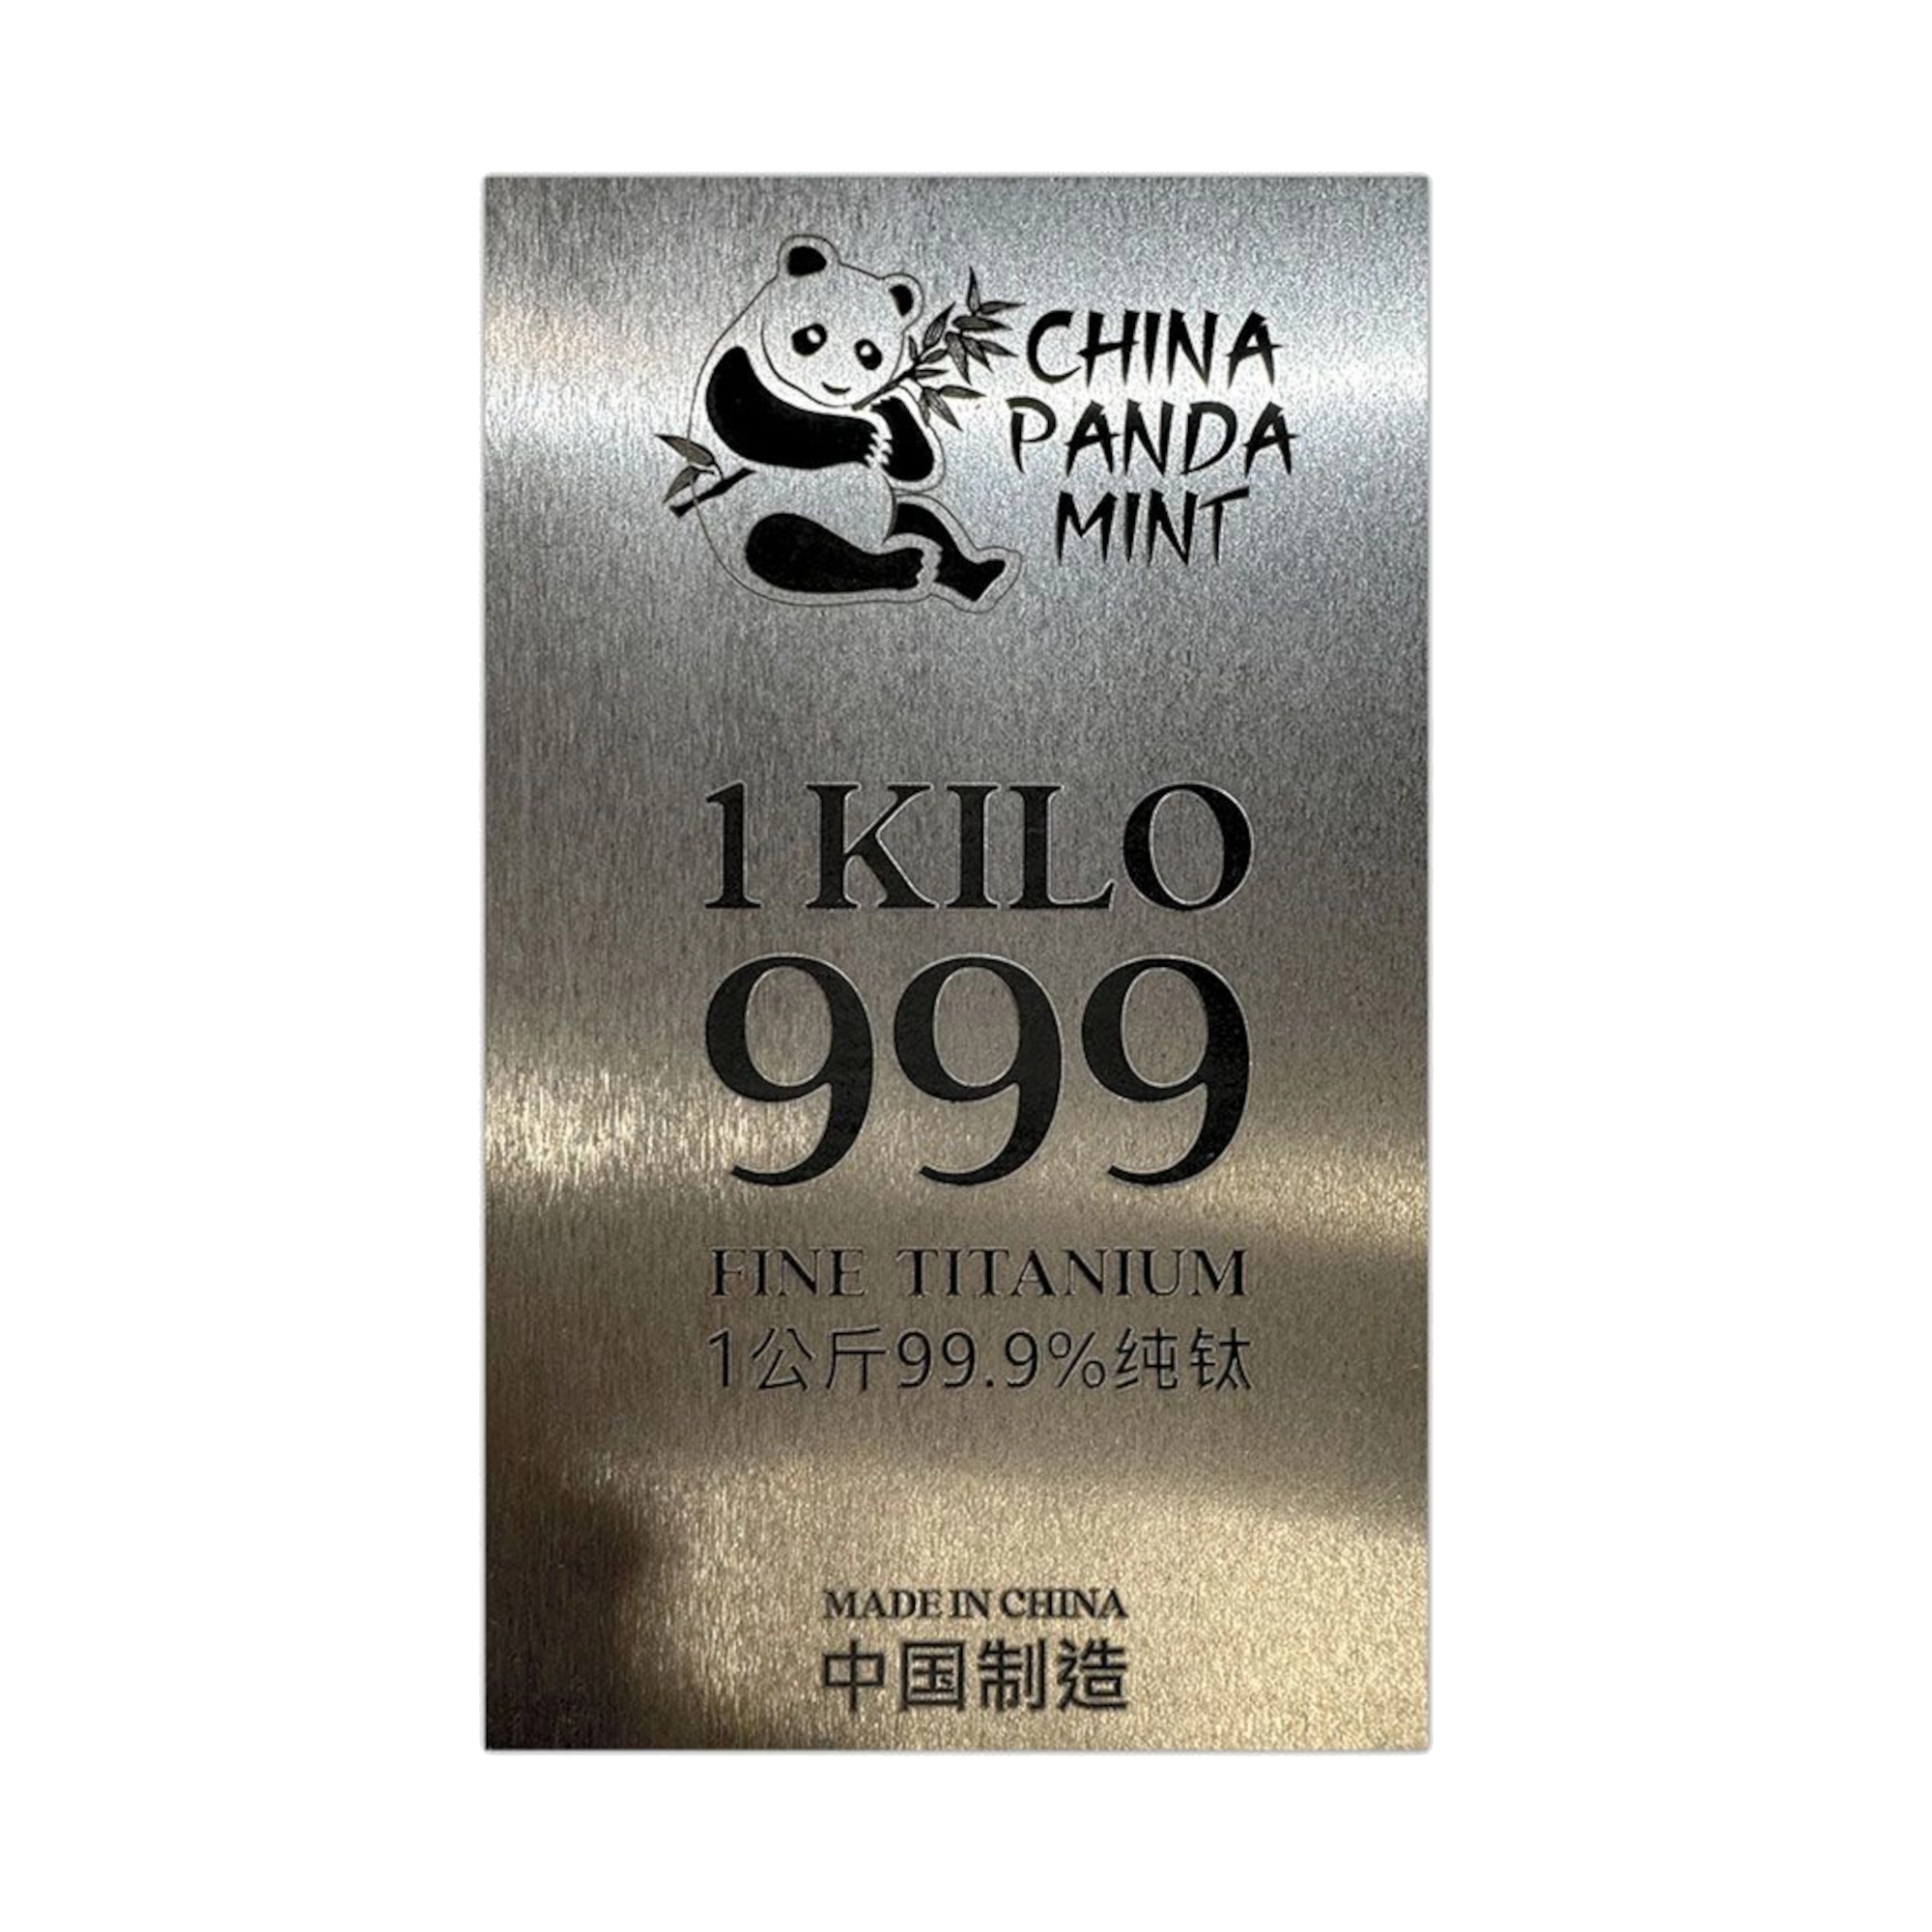 CHINA
PANDA
MINT
1 KILO
999
FINE TITANIUM
1公斤99.9%纯钛
MADE IN CHINA
中国制造